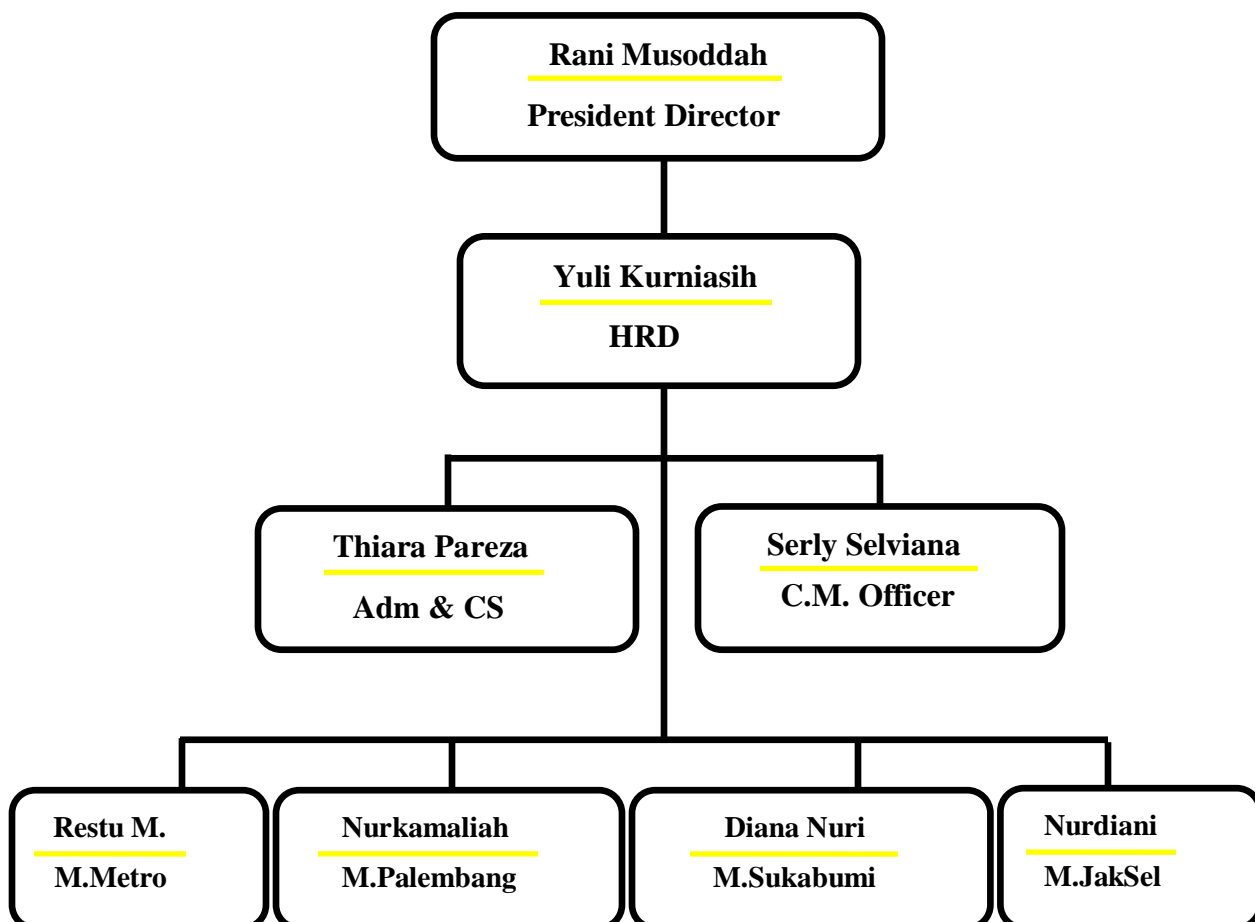 Rani Musoddah
President Director
Yuli Kurniasih
HRD
Thiara Pareza
Adm & CS
Serly Selviana
C.M. Officer
Restu M.
M.Metro
Nurkamaliah
M.Palembang
Diana Nuri
M.Sukabumi
Nurdiani
M.JakSel